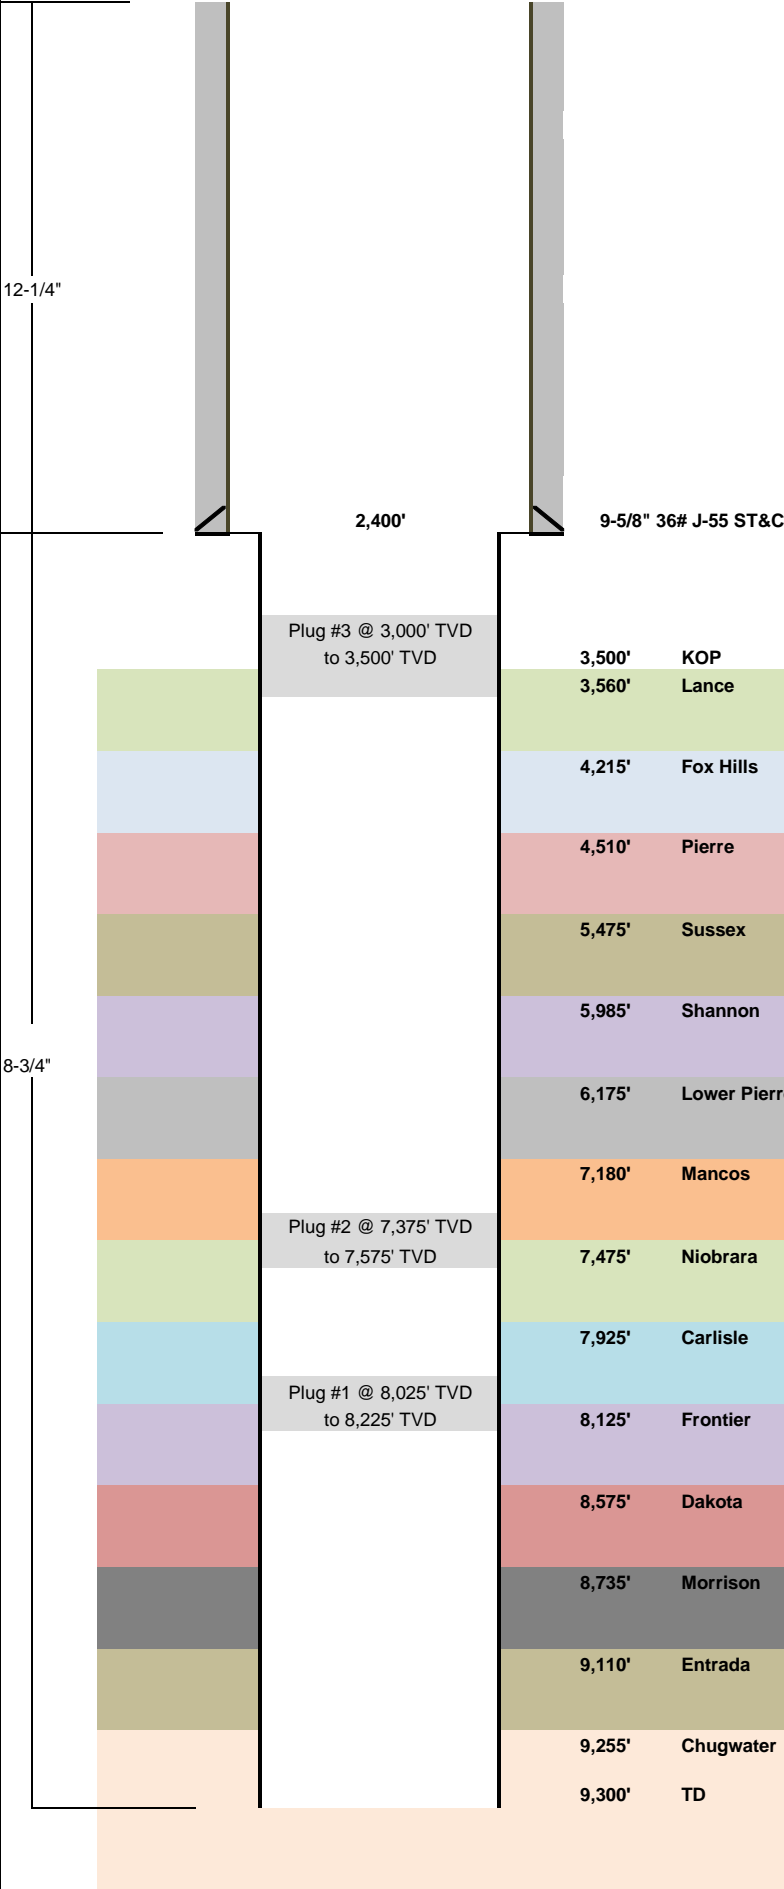 12-1/4"
2,400' 9-5/8" 36# J-55 ST&C
Plug #3 @ 3,000' TVD
to 3,500' TVD
3,500' KOP
3,560' Lance
4,215' Fox Hills
4,510' Pierre
5,475' Sussex
5,985' Shannon
8-3/4"
6,175' Lower Pierr
7,180' Mancos
Plug #2 @ 7,375' TVD
to 7,575' TVD
7,475' Niobrara
7,925' Carlisle
Plug #1 @ 8,025' TVD
to 8,225' TVD
8,125' Frontier
8,575' Dakota
8,735' Morrison
9,110' Entrada
9,255' Chugwater
9,300' TD